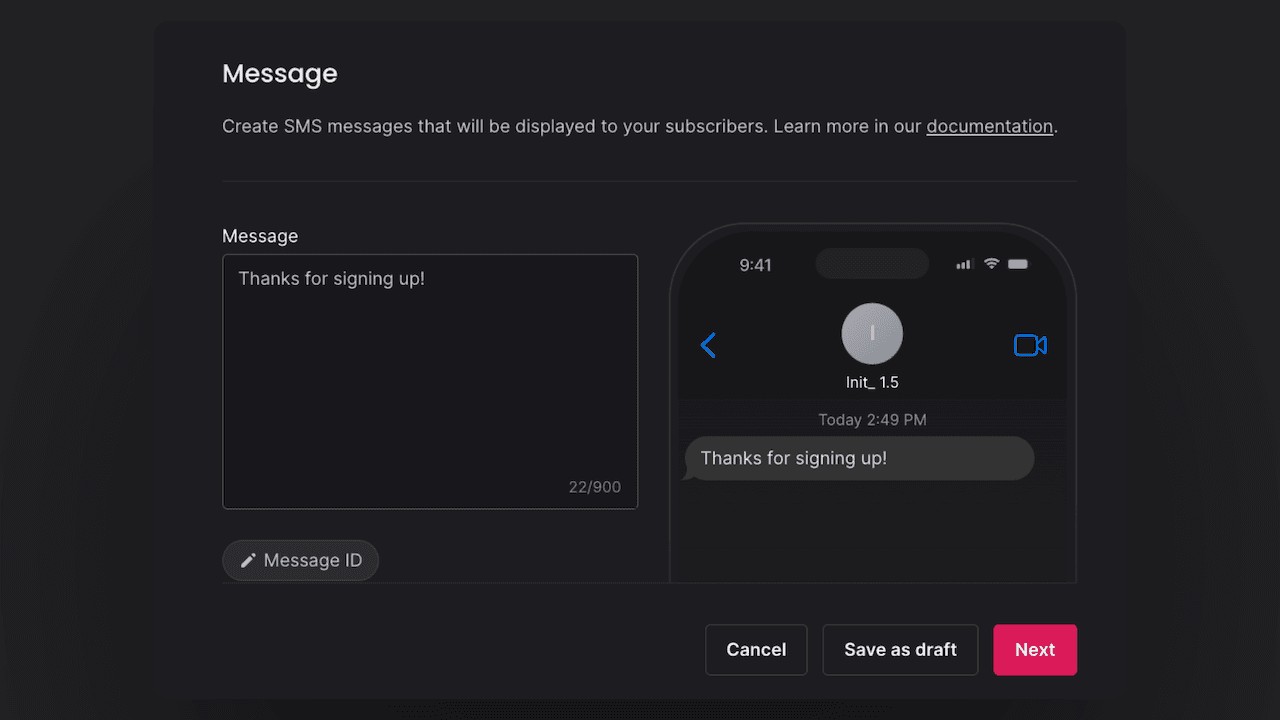 Message
Create SMS messages that will be displayed to your subscribers. Learn more in our documentation.
Message
Thanks for signing up!
22/900
Message ID
9:41
I
Init_ 1.5
Today 2:49 PM
Thanks for signing up!
Cancel
Save as draft
Next